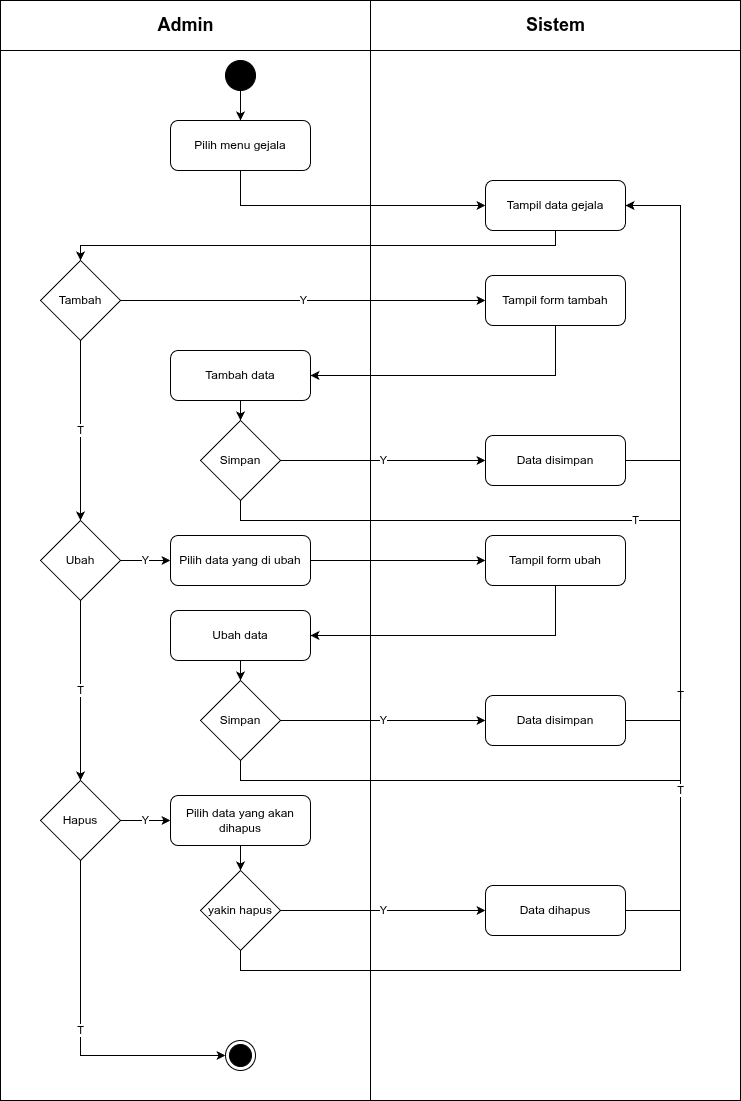 Admin
Sistem
Pilih menu gejala
Tampil data gejala
Tambah
Y
Tampil form tambah
Tambah data
T
Simpan
Y
Data disimpan
T
Ubah
Y
Pilih data yang di ubah
Tampil form ubah
Ubah data
T
T
Simpan
Y
Data disimpan
T
Hapus
Y
Pilih data yang akan
dihapus
yakin hapus
Y
Data dihapus
T